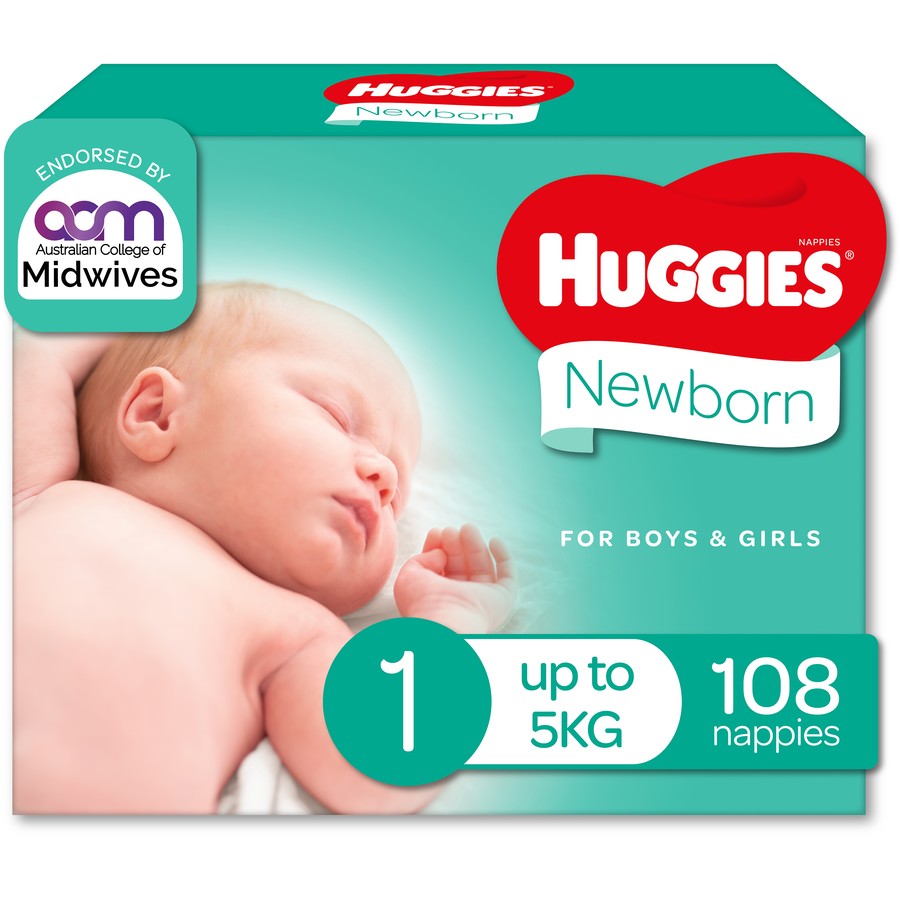 HUGGIES
Newborn
ENDORSED BY
acm
Australian College of
Midwives
NAPPIES
HUGGIES®
Newborn
FOR BOYS & GIRLS
1
up to
5KG
108
nappies